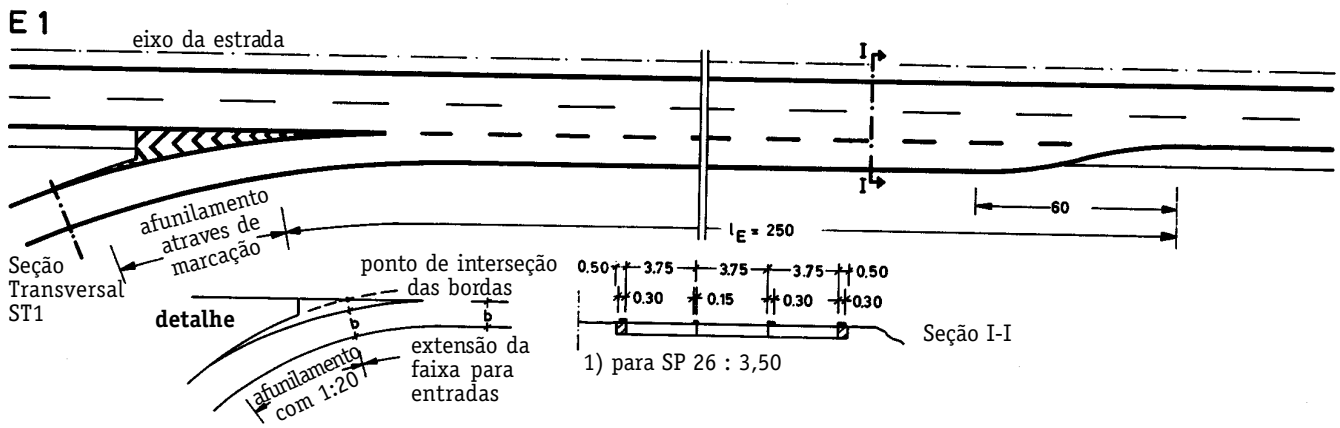 E 1
eixo da estrada
I
I
60
lE = 250
afunilamento
atraves de
marcação
Seção
Transversal
ST1
detalhe
ponto de interseção
das bordas
b
b
afunilamento
com 1:20
extensão da
faixa para
entradas
0.50 3.75 3.75 3.75 0.50
0.30 0.15 0.30 0.30
Seção I-I
1) para SP 26 : 3,50